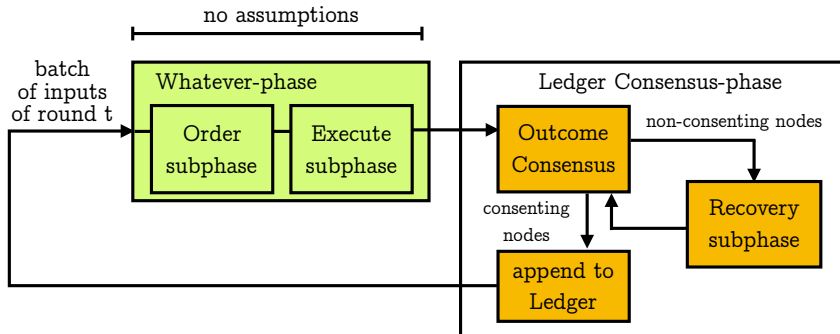 no assumptions
batch
of inputs
of round t
Whatever-phase
Order
subphase
Execute
subphase
Ledger Consensus-phase
Outcome
Consensus
non-consenting nodes
consenting
nodes
Recovery
subphase
append to
Ledger